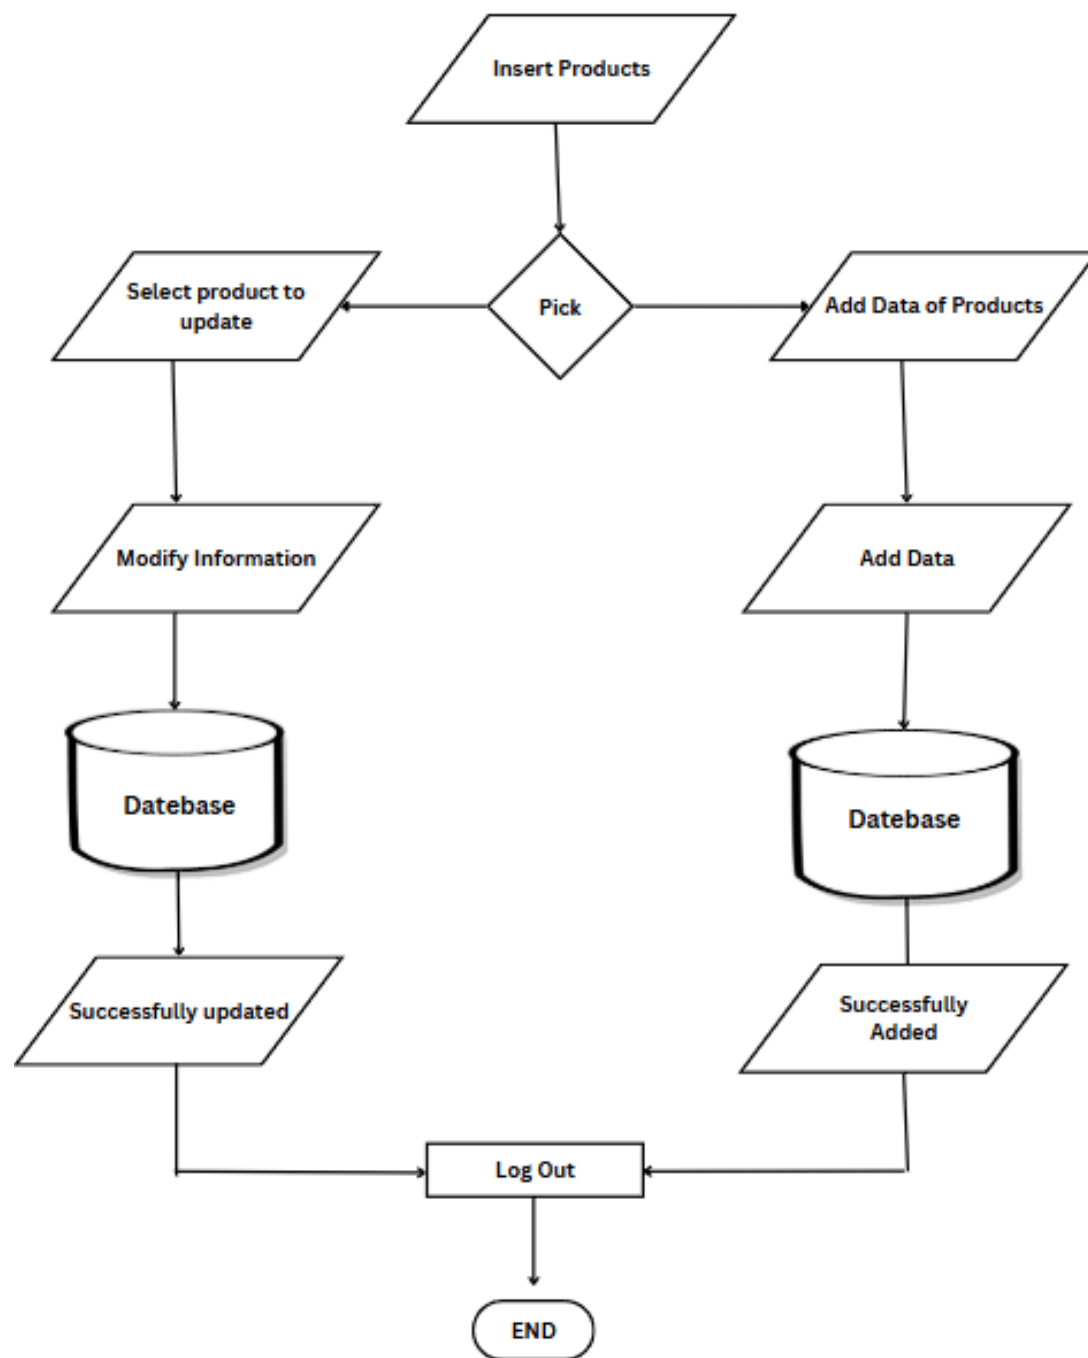 Insert Products
Select product to
update
Pick
Add Data of Products
Modify Information
Add Data
Datebase
Datebase
Successfully updated
Successfully
Added
Log Out
END